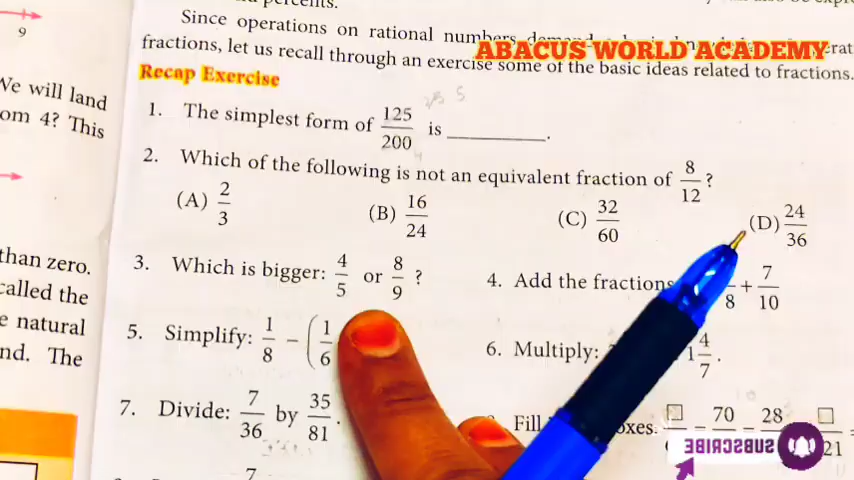 percents.
Since operations on rational numbers
ABACUS WORLD ACADEMY
fractions, let us recall through an exercise some of the basic ideas related to fractions.
Recap Exercise
9
We will land
om 4? This
1. The simplest form of 125/200 is ________.
2. Which of the following is not an equivalent fraction of 8/12?
(A) 2/3 (B) 16/24 (C) 32/60 (D) 24/36
than zero.
called the
e natural
nd. The
3. Which is bigger: 4/5 or 8/9 ?
4. Add the fractions 8 + 7/10
5. Simplify: 1/8 − (1/6
6. Multiply: 1 4/7.
7. Divide: 7/36 by 35/81.
Fill oxes. □ = 70 = 28 = □/21 =
SUBSCRIBE
7